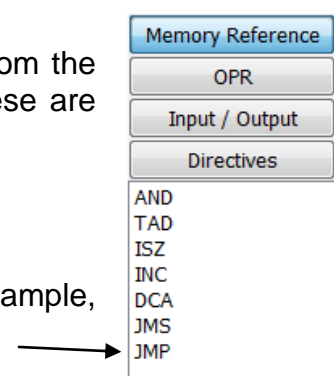 Memory Reference
om the
OPR
ese are
Input / Output
Directives
AND
TAD
ISZ
INC
ample,
DCA
JMS
JMP